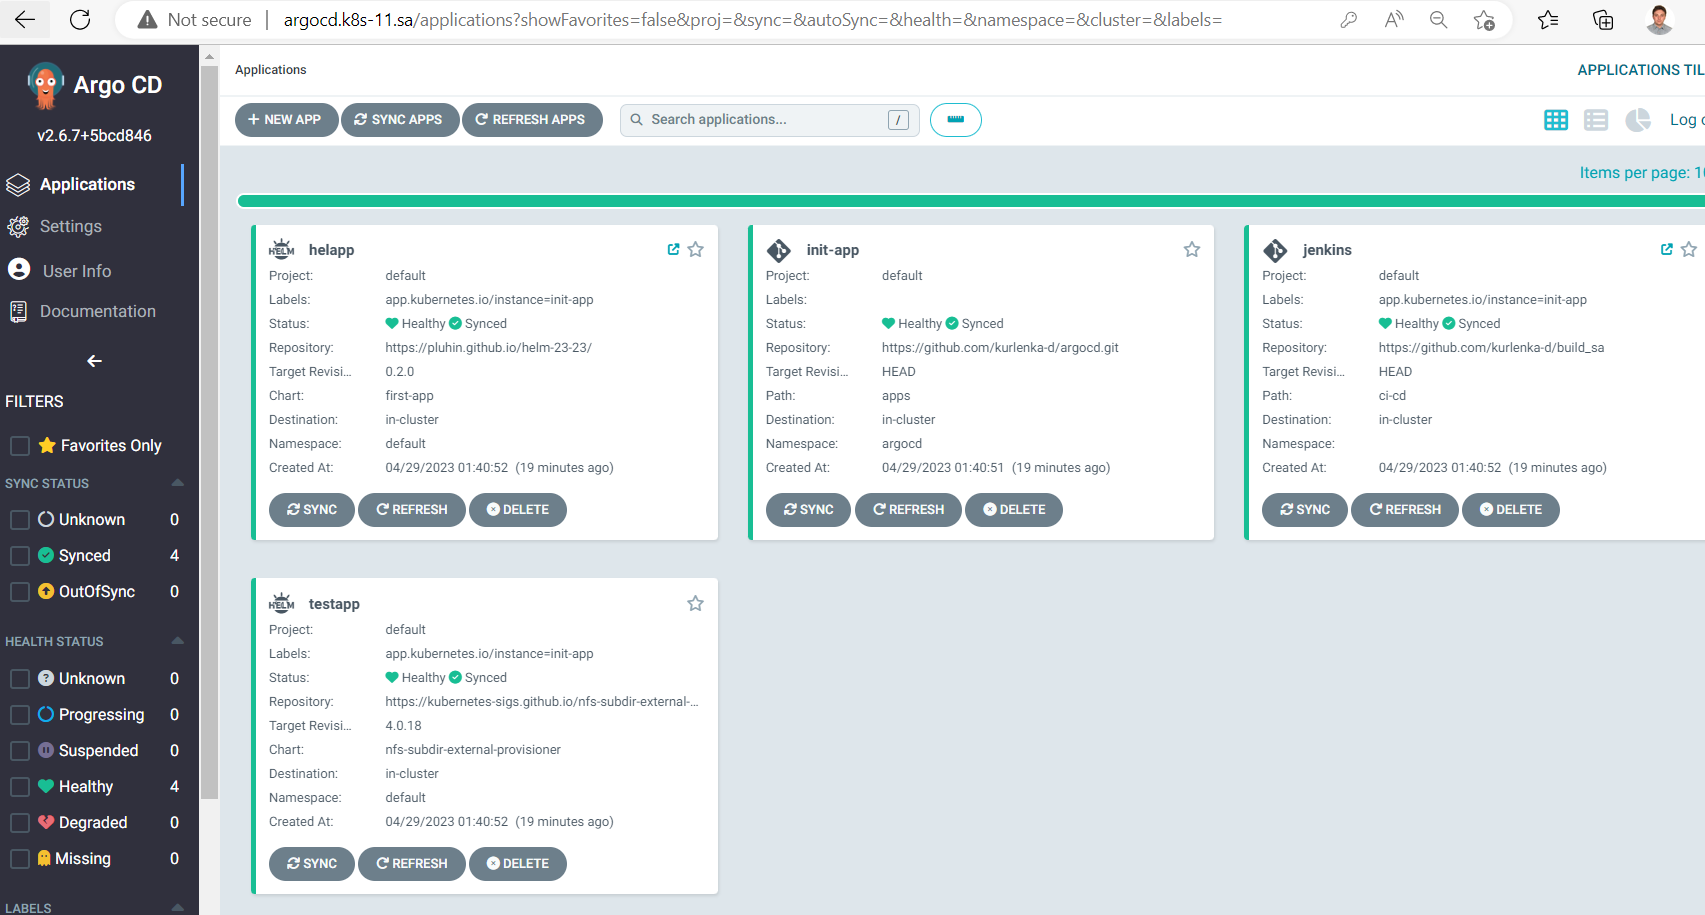 Not secure | argocd.k8s-11.sa/applications?showFavorites=false&proj=&sync=&autoSync=&health=&namespace=&cluster=&labels=
Argo CD
v2.6.7+5bcd846
Applications
Settings
User Info
Documentation
FILTERS
Favorites Only
SYNC STATUS
Unknown 0
Synced 4
OutOfSync 0
HEALTH STATUS
Unknown 0
Progressing 0
Suspended 0
Healthy 4
Degraded 0
Missing 0
LABELS
Applications
APPLICATIONS TIL
+ NEW APP SYNC APPS REFRESH APPS Search applications... / Log
Items per page: 1
HELM helapp
Project: default
Labels: app.kubernetes.io/instance=init-app
Status: Healthy Synced
Repository: https://pluhin.github.io/helm-23-23/
Target Revisi... 0.2.0
Chart: first-app
Destination: in-cluster
Namespace: default
Created At: 04/29/2023 01:40:52 (19 minutes ago)
SYNC REFRESH DELETE
init-app
Project: default
Labels:
Status: Healthy Synced
Repository: https://github.com/kurlenka-d/argocd.git
Target Revisi... HEAD
Path: apps
Destination: in-cluster
Namespace: argocd
Created At: 04/29/2023 01:40:51 (19 minutes ago)
SYNC REFRESH DELETE
jenkins
Project: default
Labels: app.kubernetes.io/instance=init-app
Status: Healthy Synced
Repository: https://github.com/kurlenka-d/build_sa
Target Revisi... HEAD
Path: ci-cd
Destination: in-cluster
Namespace:
Created At: 04/29/2023 01:40:52 (19 minutes ago)
SYNC REFRESH DELETE
HELM testapp
Project: default
Labels: app.kubernetes.io/instance=init-app
Status: Healthy Synced
Repository: https://kubernetes-sigs.github.io/nfs-subdir-external-...
Target Revisi... 4.0.18
Chart: nfs-subdir-external-provisioner
Destination: in-cluster
Namespace: default
Created At: 04/29/2023 01:40:52 (19 minutes ago)
SYNC REFRESH DELETE